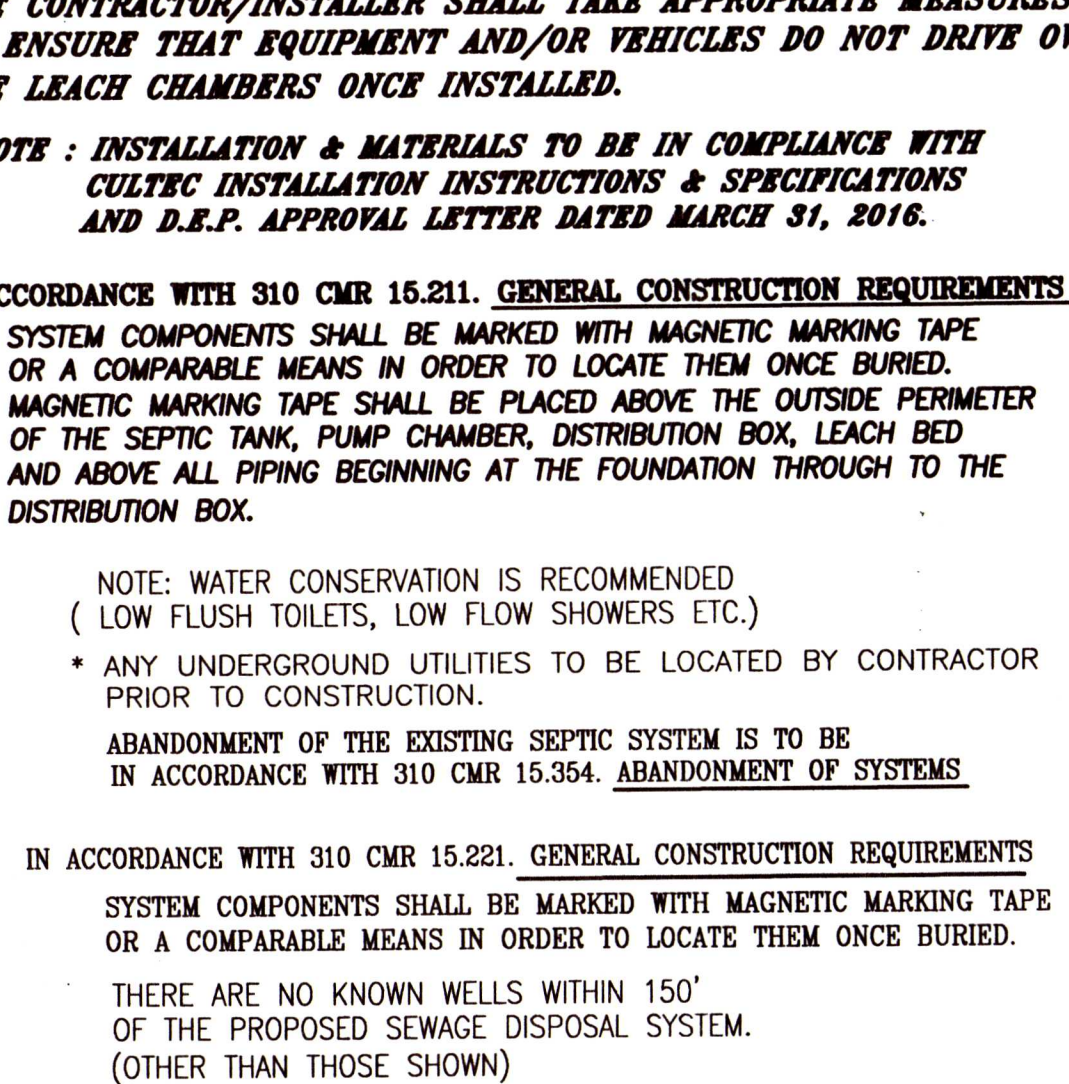 CONTRACTOR/INSTALLER SHALL TAKE APPROPRIATE MEASURES
ENSURE THAT EQUIPMENT AND/OR VEHICLES DO NOT DRIVE
LEACH CHAMBERS ONCE INSTALLED.
OTE : INSTALLATION & MATERIALS TO BE IN COMPLIANCE WITH
CULTEC INSTALLATION INSTRUCTIONS & SPECIFICATIONS
AND D.E.P. APPROVAL LETTER DATED MARCH 31, 2016.
CCORDANCE WITH 310 CMR 15.211. GENERAL CONSTRUCTION REQUIREMENTS
SYSTEM COMPONENTS SHALL BE MARKED WITH MAGNETIC MARKING TAPE
OR A COMPARABLE MEANS IN ORDER TO LOCATE THEM ONCE BURIED.
MAGNETIC MARKING TAPE SHALL BE PLACED ABOVE THE OUTSIDE PERIMETER
OF THE SEPTIC TANK, PUMP CHAMBER, DISTRIBUTION BOX, LEACH BED
AND ABOVE ALL PIPING BEGINNING AT THE FOUNDATION THROUGH TO THE
DISTRIBUTION BOX.
NOTE: WATER CONSERVATION IS RECOMMENDED
( LOW FLUSH TOILETS, LOW FLOW SHOWERS ETC.)
* ANY UNDERGROUND UTILITIES TO BE LOCATED BY CONTRACTOR
PRIOR TO CONSTRUCTION.
ABANDONMENT OF THE EXISTING SEPTIC SYSTEM IS TO BE
IN ACCORDANCE WITH 310 CMR 15.354. ABANDONMENT OF SYSTEMS
IN ACCORDANCE WITH 310 CMR 15.221. GENERAL CONSTRUCTION REQUIREMENTS
SYSTEM COMPONENTS SHALL BE MARKED WITH MAGNETIC MARKING TAPE
OR A COMPARABLE MEANS IN ORDER TO LOCATE THEM ONCE BURIED.
THERE ARE NO KNOWN WELLS WITHIN 150'
OF THE PROPOSED SEWAGE DISPOSAL SYSTEM.
(OTHER THAN THOSE SHOWN)